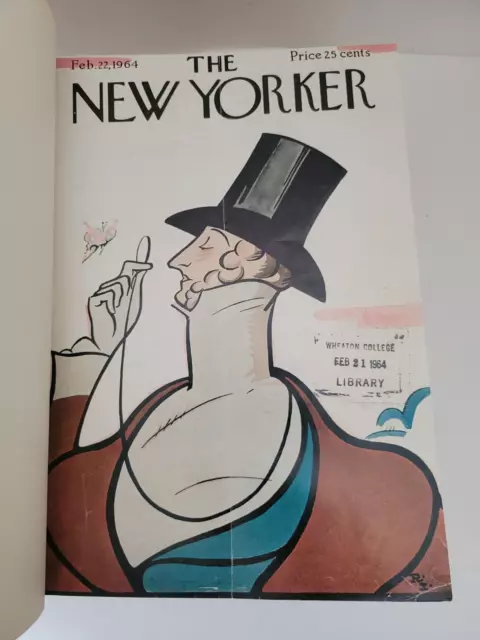 Feb. 22, 1964
THE
Price 25 cents
NEW YORKER
WHEATON COLLEGE
FEB 21 1964
LIBRARY